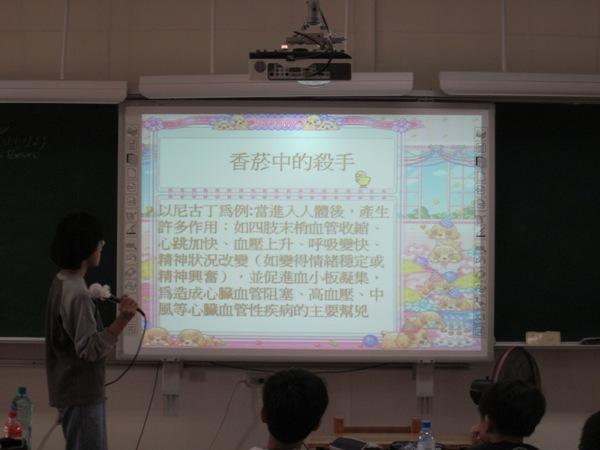 香菸中的殺手
以尼古丁為例:當進入人體後，產生
許多作用：如四肢末梢血管收縮、
心跳加快、血壓上升、呼吸變快、
精神狀況改變（如變得情緒穩定或
精神興奮），並促進血小板凝集，
為造成心臟血管阻塞、高血壓、中
風等心臟血管性疾病的主要幫兇